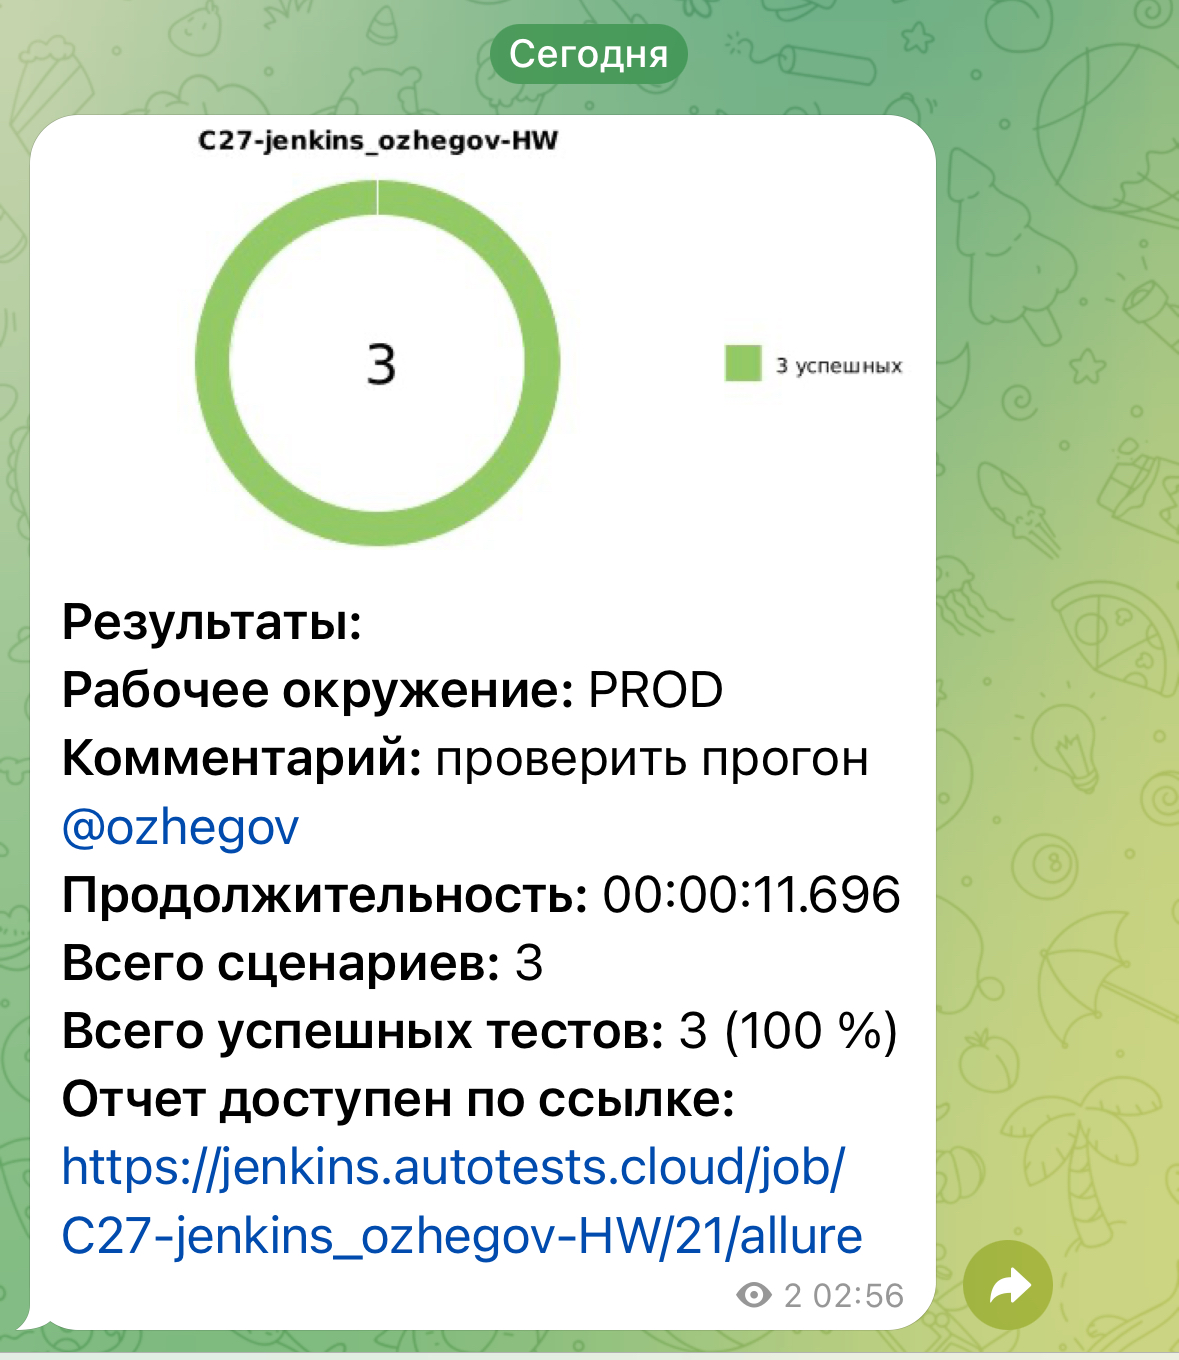 Сегодня
C27-jenkins_ozhegov-HW
3
3 успешных
Результаты:
Рабочее окружение: PROD
Комментарий: проверить прогон
@ozhegov
Продолжительность: 00:00:11.696
Всего сценариев: 3
Всего успешных тестов: 3 (100 %)
Отчет доступен по ссылке:
https://jenkins.autotests.cloud/job/
C27-jenkins_ozhegov-HW/21/allure
2 02:56